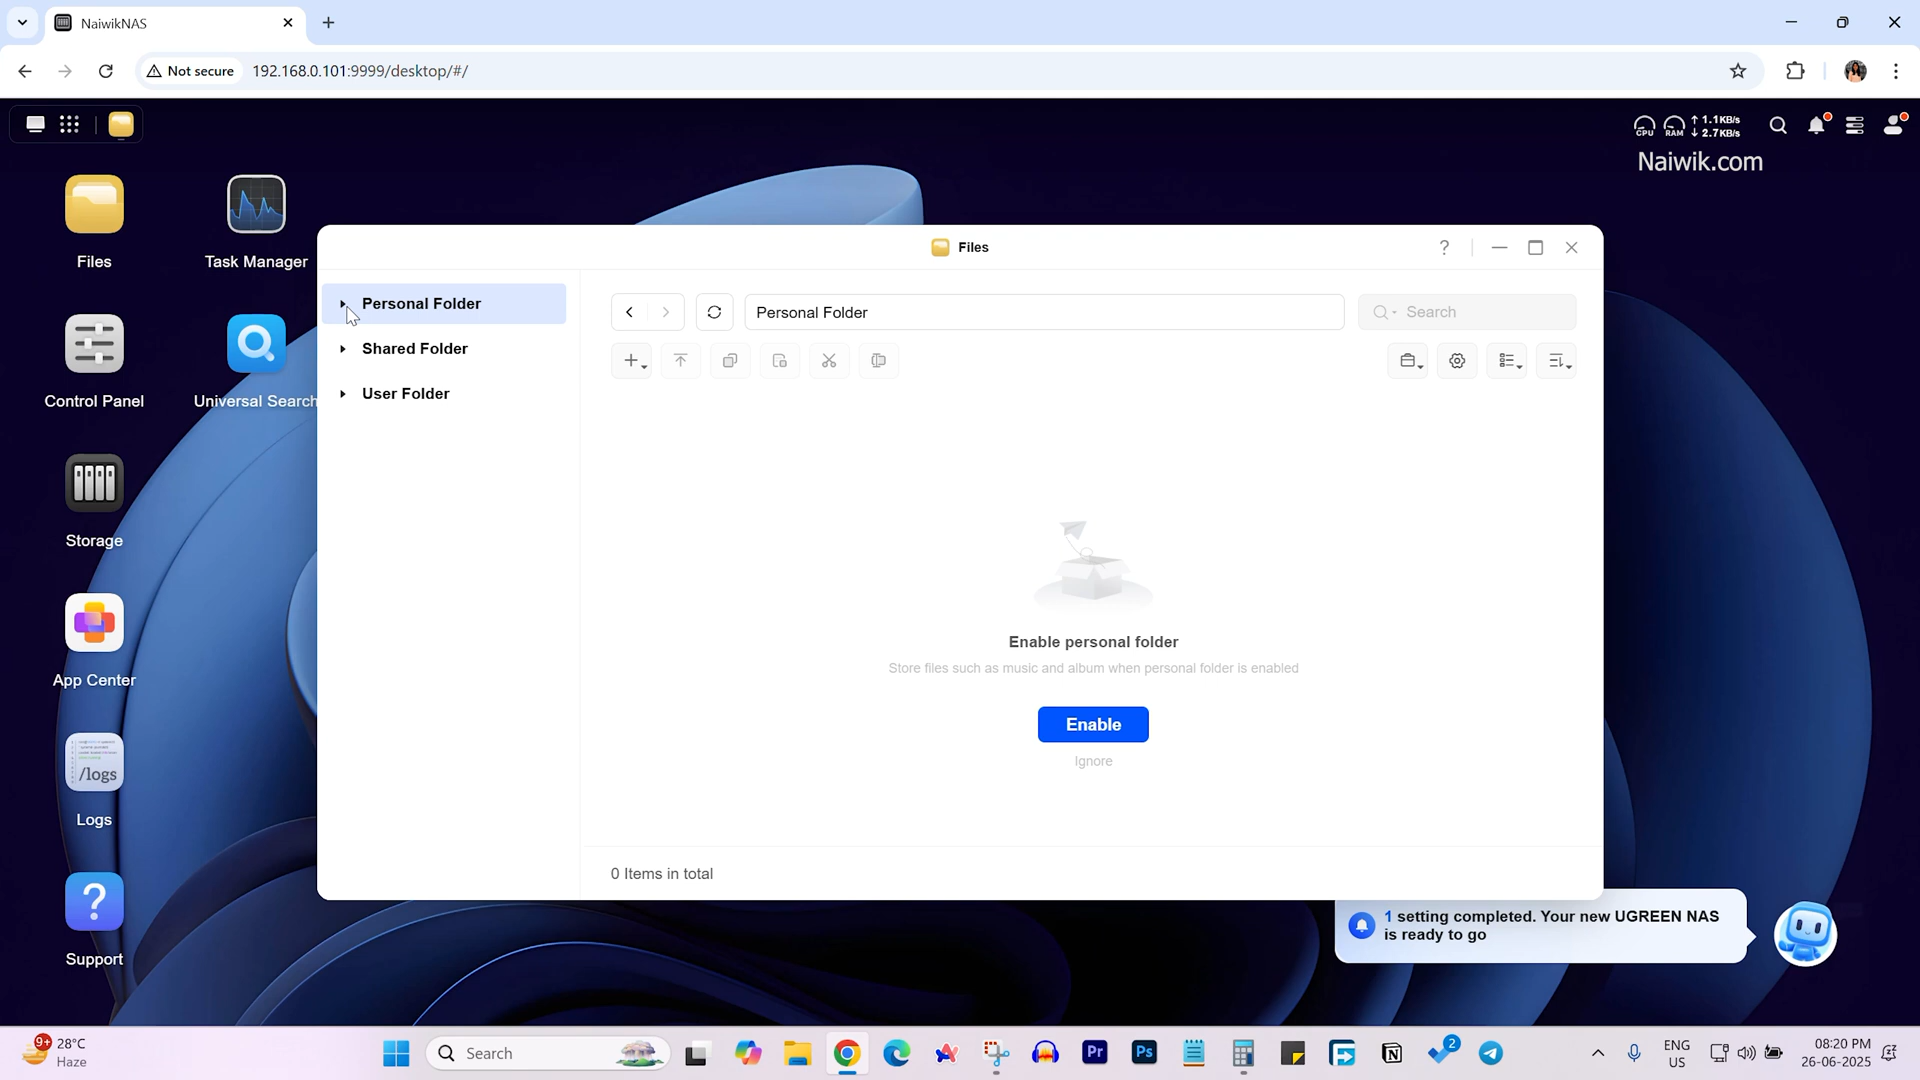 NaiwikNAS
Not secure
192.168.0.101:9999/desktop/#/
CPU
RAM
↑ 1.1KB/s
↓ 2.7KB/s
Naiwik.com
Files
Task Manager
Control Panel
Universal Search
Storage
App Center
/logs
Logs
?
Support
Files
?
Personal Folder
Shared Folder
User Folder
Personal Folder
Search
Enable personal folder
Store files such as music and album when personal folder is enabled
Enable
Ignore
0 Items in total
1 setting completed. Your new UGREEN NAS
is ready to go
9+
28°C
Haze
Search
Pr
Ps
2
ENG
US
08:20 PM
26-06-2025